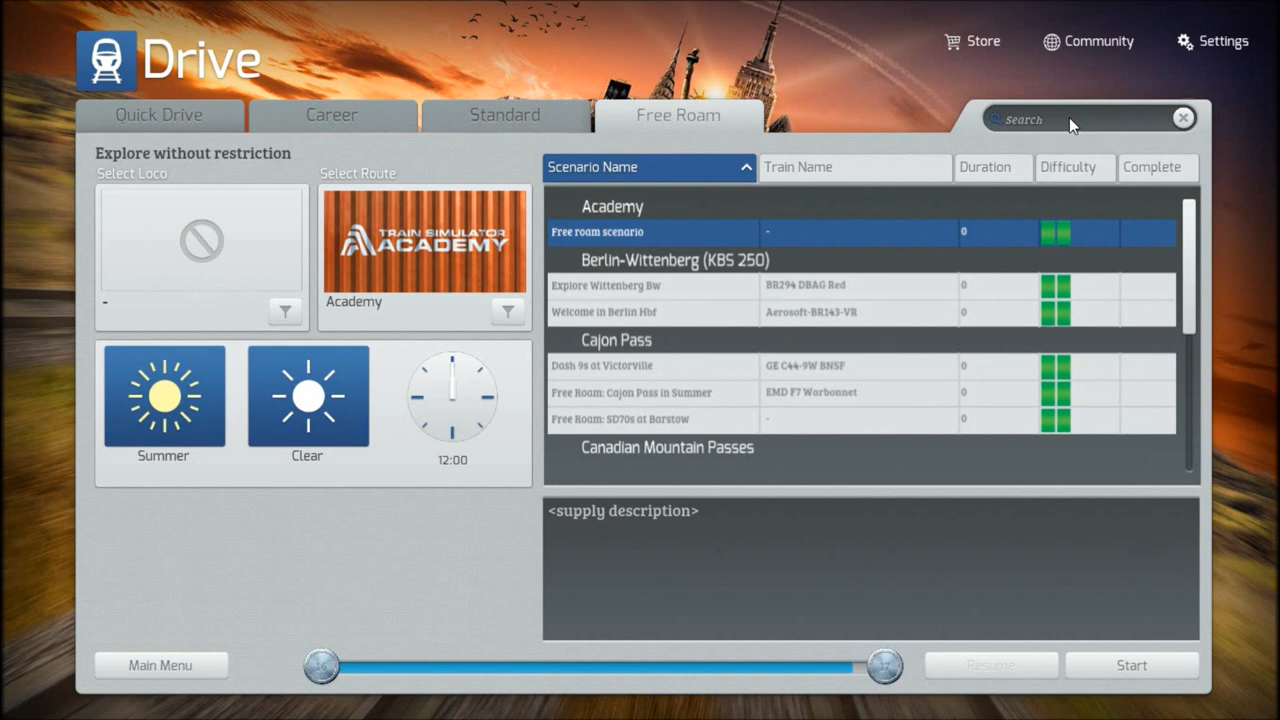 Drive
Store
Community
Settings
Quick Drive
Career
Standard
Free Roam
Search
Explore without restriction
Select Loco
Select Route
TRAIN SIMULATOR
ACADEMY
-
Academy
Summer
Clear
12:00
Scenario Name
Train Name
Duration
Difficulty
Complete
Academy
Free roam scenario - 0
Berlin-Wittenberg (KBS 250)
Explore Wittenberg Bw BR294 DBAG Red 0
Welcome in Berlin Hbf Aerosoft-BR143-VR 0
Cajon Pass
Dash 9s at Victorville GE C44-9W BNSF 0
Free Roam: Cajon Pass in Summer EMD F7 Warbonnet 0
Free Roam: SD70s at Barstow - 0
Canadian Mountain Passes
<supply description>
Main Menu
Resume
Start